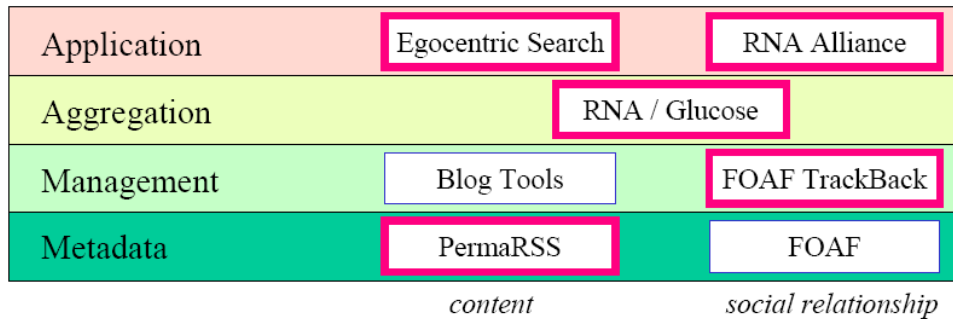 Application Egocentric Search RNA Alliance
Aggregation RNA / Glucose
Management Blog Tools FOAF TrackBack
Metadata PermaRSS FOAF
content social relationship